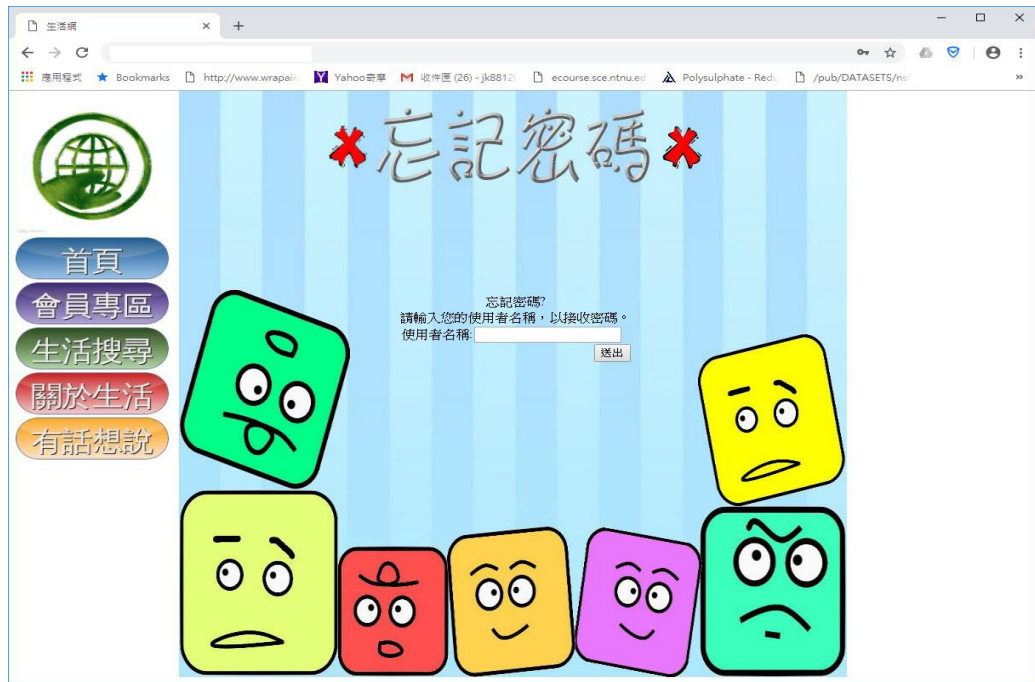 生活網
應用程式 Bookmarks http://www.wrapair Yahoo奇摩 收件匣 (26) - jk8812 ecourse.sce.ntnu.ed Polysulphate - Redu /pub/DATASETS/ns
忘記密碼
首頁
會員專區
生活搜尋
關於生活
有話想說
忘記密碼?
請輸入您的使用者名稱,以接收密碼。
使用者名稱:
送出